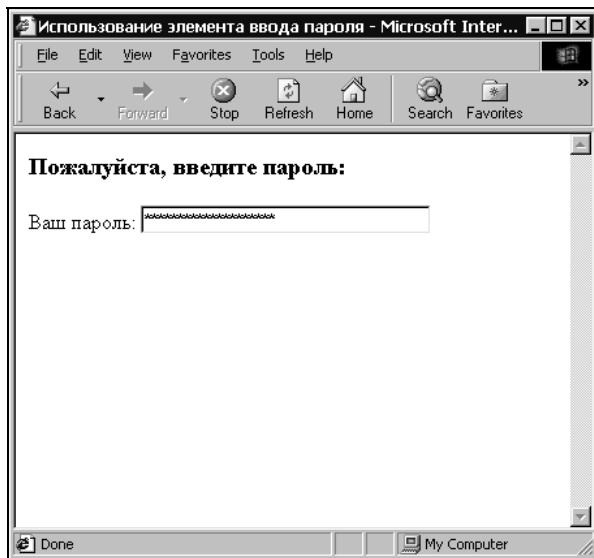 Использование элемента ввода пароля - Microsoft Inter...
File Edit View Favorites Tools Help
Back Forward Stop Refresh Home Search Favorites »
Пожалуйста, введите пароль:
Ваш пароль:
Done My Computer